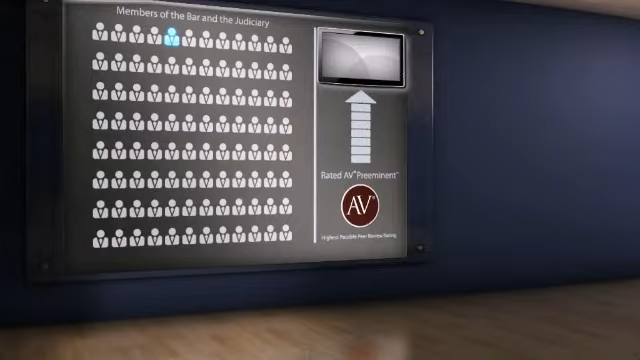 Members of the Bar and the Judiciary
Rated AV® Preeminent™
AV®
Highest Possible Peer Review Rating